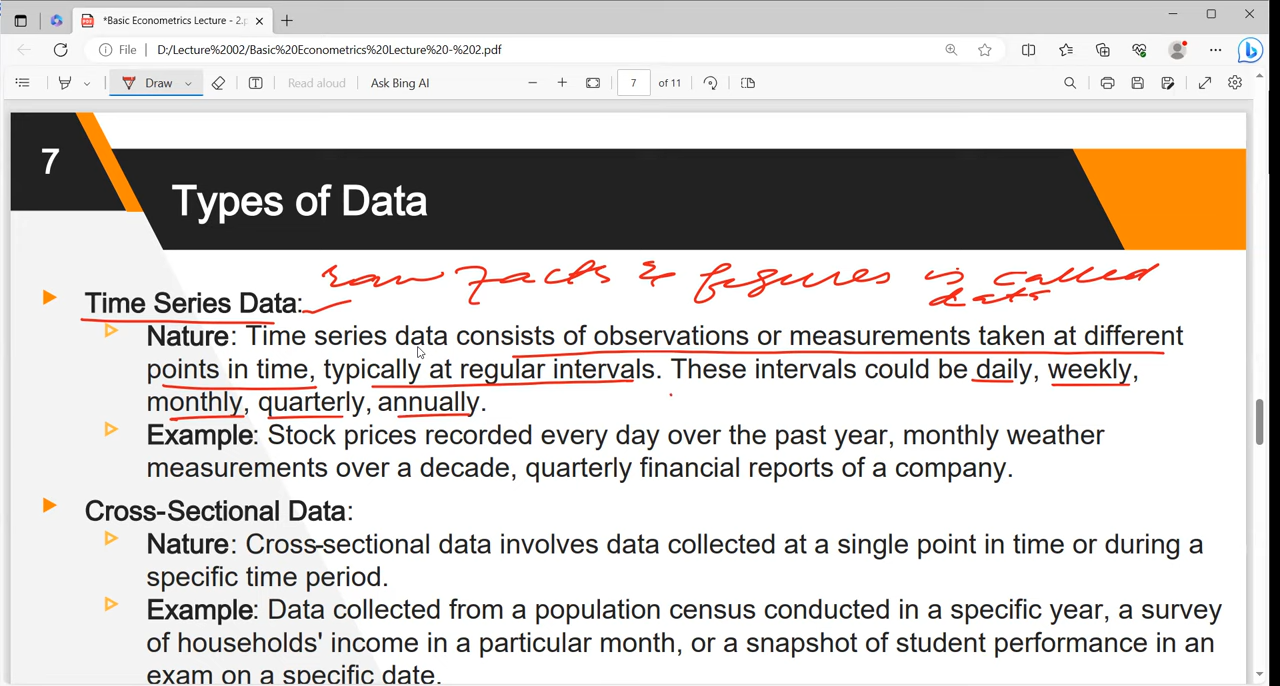 *Basic Econometrics Lecture - 2.p
File D:/Lecture%2002/Basic%20Econometrics%20Lecture%20-%202.pdf
Draw Read aloud Ask Bing AI 7 of 11
7
Types of Data
raw facts & figures is called
data
Time Series Data:
Nature: Time series data consists of observations or measurements taken at different
points in time, typically at regular intervals. These intervals could be daily, weekly,
monthly, quarterly, annually.
Example: Stock prices recorded every day over the past year, monthly weather
measurements over a decade, quarterly financial reports of a company.
Cross-Sectional Data:
Nature: Cross-sectional data involves data collected at a single point in time or during a
specific time period.
Example: Data collected from a population census conducted in a specific year, a survey
of households' income in a particular month, or a snapshot of student performance in an
exam on a specific date.